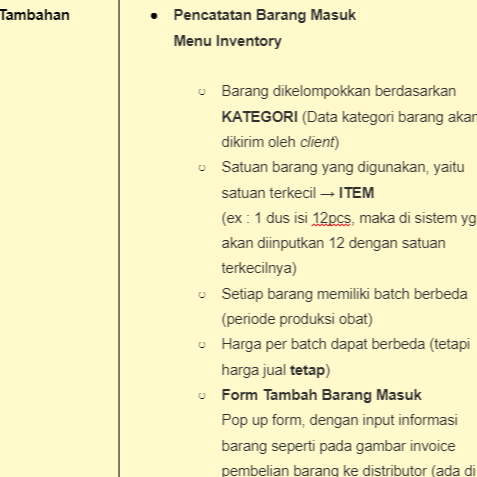 Tambahan
● Pencatatan Barang Masuk
Menu Inventory
○ Barang dikelompokkan berdasarkan
KATEGORI (Data kategori barang akan
dikirim oleh client)
○ Satuan barang yang digunakan, yaitu
satuan terkecil → ITEM
(ex : 1 dus isi 12pcs, maka di sistem yg
akan diinputkan 12 dengan satuan
terkecilnya)
○ Setiap barang memiliki batch berbeda
(periode produksi obat)
○ Harga per batch dapat berbeda (tetapi
harga jual tetap)
○ Form Tambah Barang Masuk
Pop up form, dengan input informasi
barang seperti pada gambar invoice
pembelian barang ke distributor (ada di